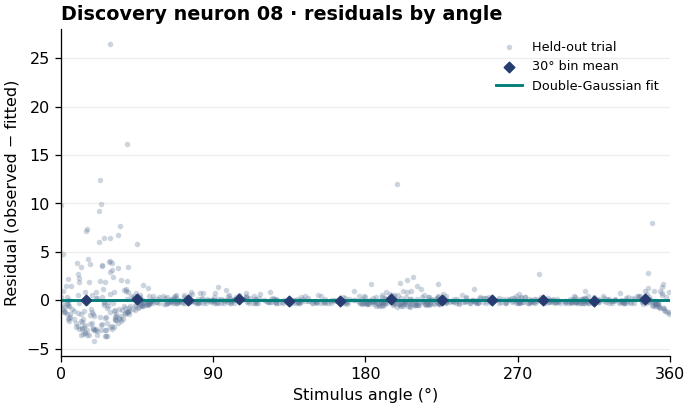 Discovery neuron 08 · residuals by angle
Residual (observed − fitted)
25
20
15
10
5
0
−5
Held-out trial
30° bin mean
Double-Gaussian fit
0 90 180 270 360
Stimulus angle (°)